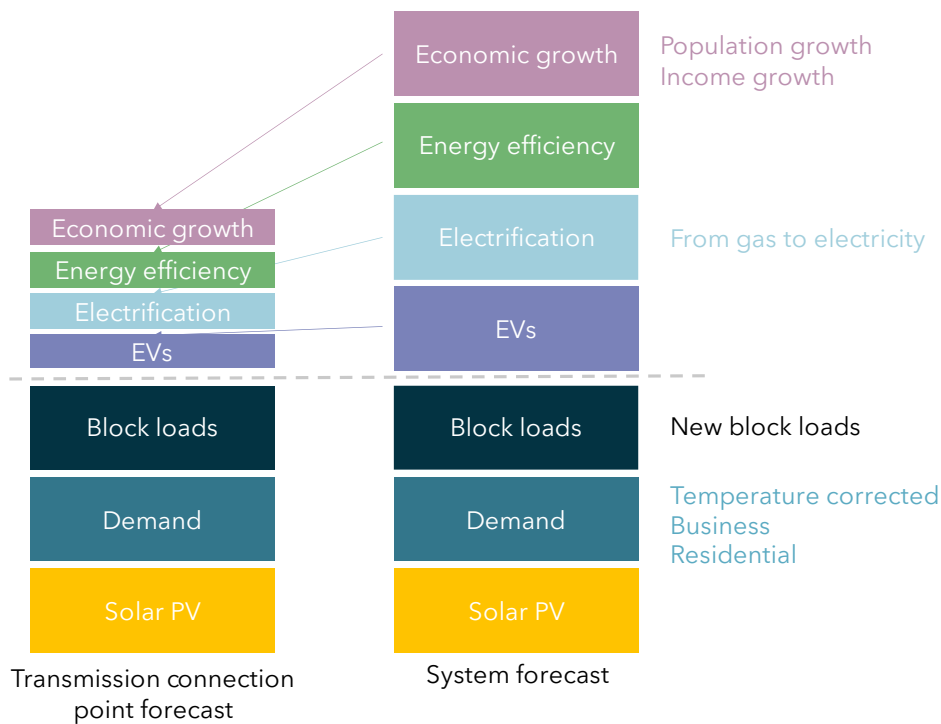 Economic growth
Population growth
Income growth
Energy efficiency
Economic growth
Electrification
From gas to electricity
Energy efficiency
Electrification
EVs
EVs
Block loads
Block loads
New block loads
Demand
Demand
Temperature corrected
Business
Residential
Solar PV
Solar PV
Transmission connection
point forecast
System forecast